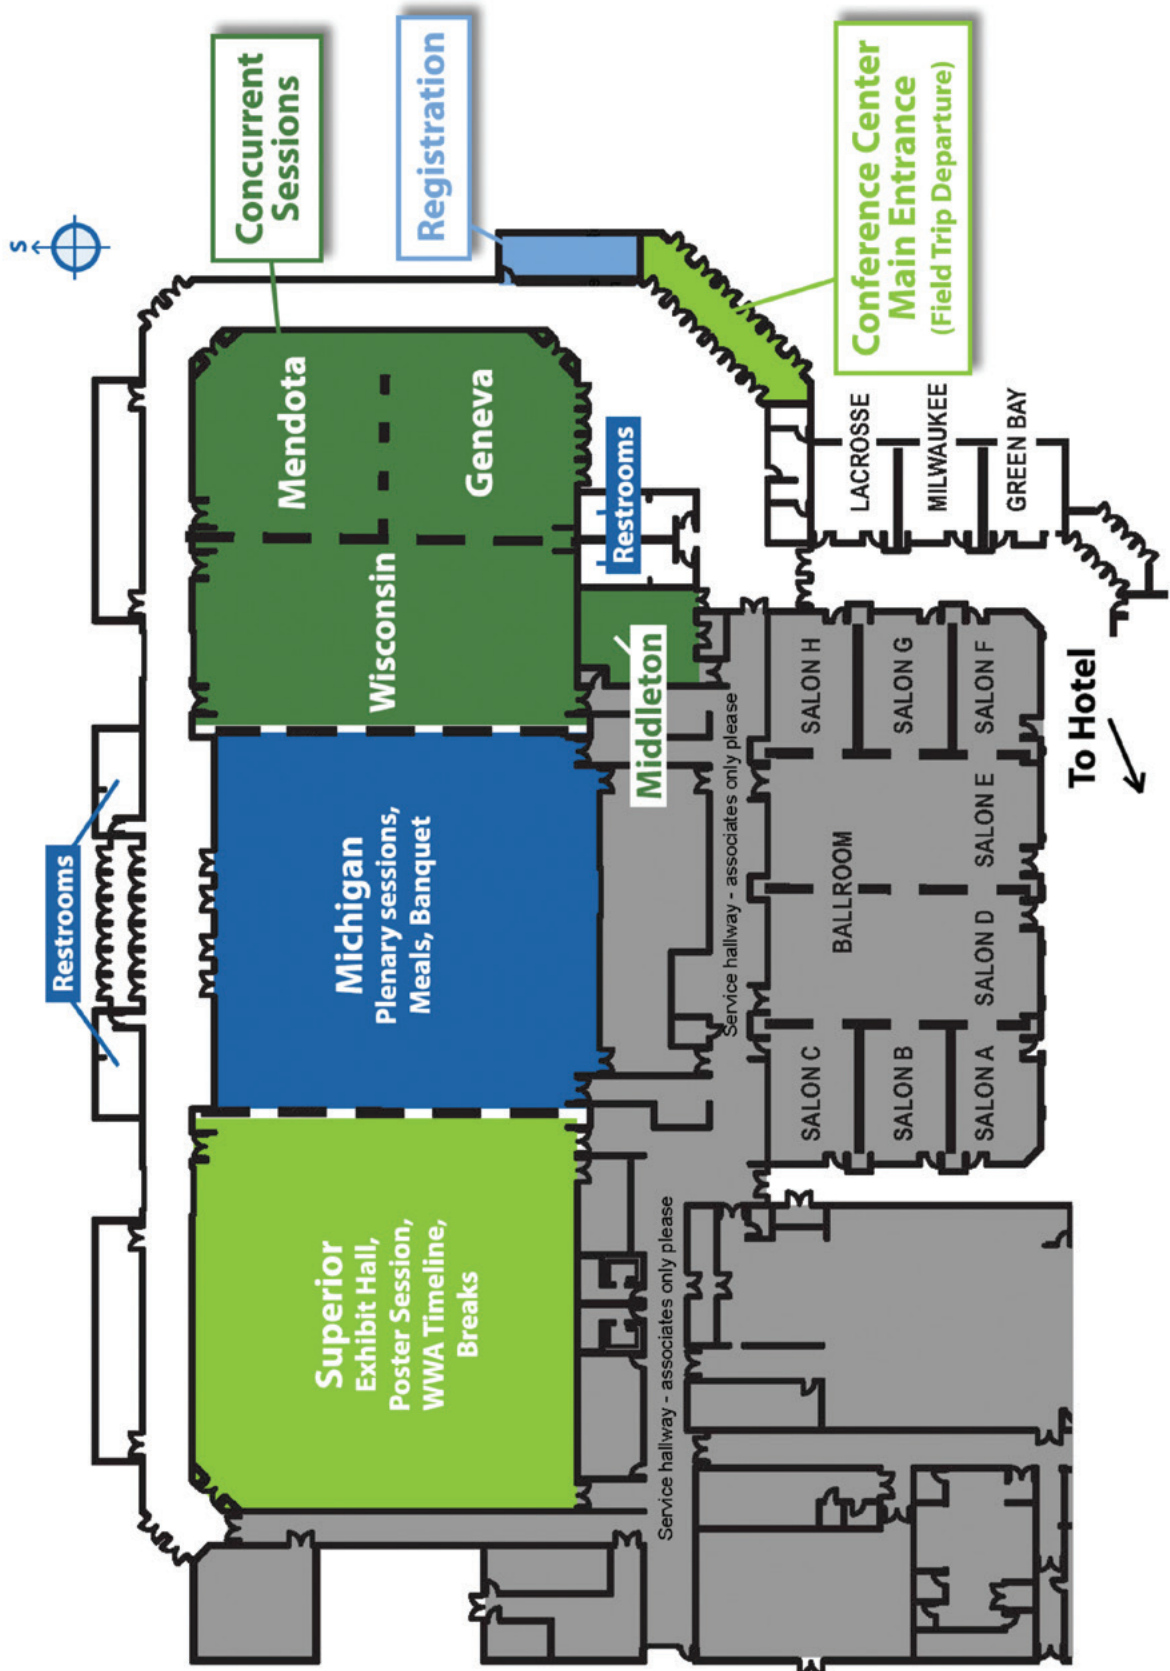 S
Concurrent
Sessions
Registration
Conference Center
Main Entrance
(Field Trip Departure)
Mendota
Geneva
Wisconsin
Restrooms
Middleton
LACROSSE
MILWAUKEE
GREEN BAY
Restrooms
Michigan
Plenary sessions,
Meals, Banquet
Service hallway - associates only please
SALON H
SALON G
SALON F
BALLROOM
SALON E
SALON D
SALON C
SALON B
SALON A
To Hotel
Superior
Exhibit Hall,
Poster Session,
WWA Timeline,
Breaks
Service hallway - associates only please